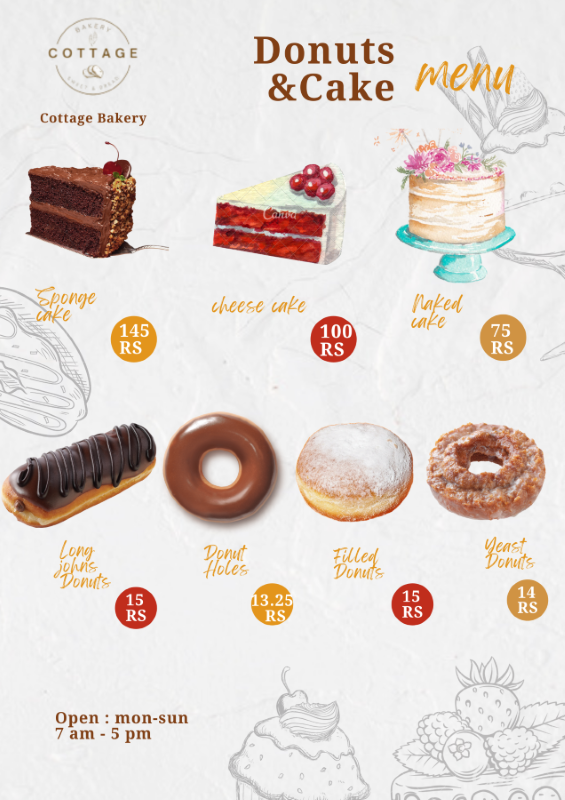 BAKERY
COTTAGE
SWEET & BREAD
Cottage Bakery
Donuts
&Cake
menu
Canva
Sponge
cake
145
RS
cheese cake
100
RS
Naked
cake
75
RS
Long
johns
Donuts
15
RS
Donut
Holes
13.25
RS
Filled
Donuts
15
RS
Yeast
Donuts
14
RS
Open : mon-sun
7 am - 5 pm